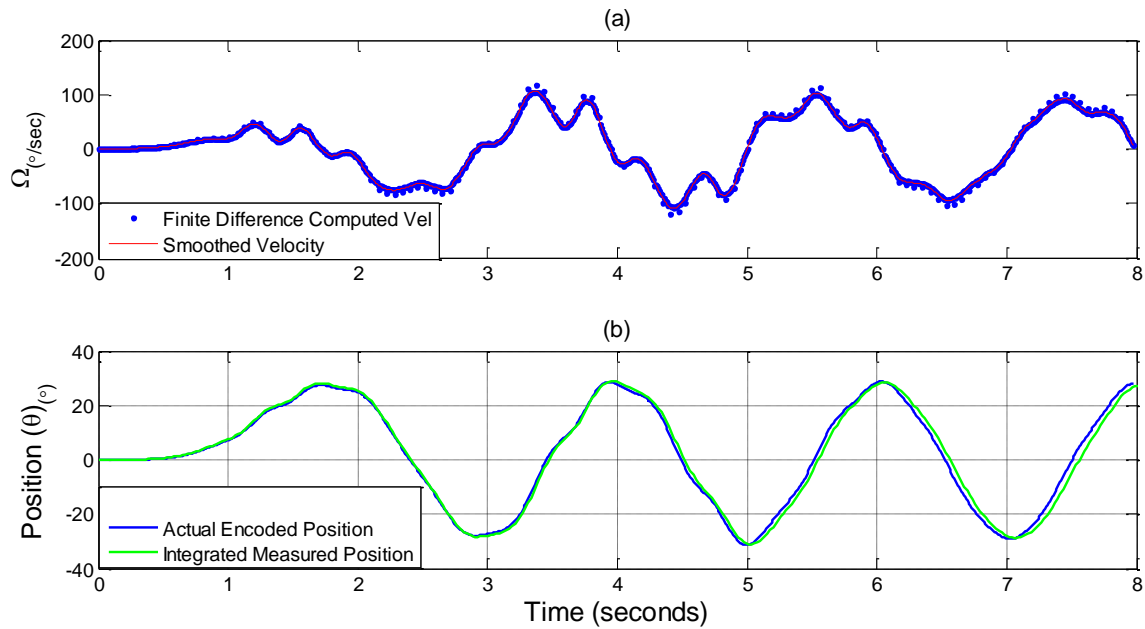 (a)
200
100
0
-100
-200
Ω(°/sec)
Finite Difference Computed Vel
Smoothed Velocity
0 1 2 3 4 5 6 7 8
(b)
40
20
0
-20
-40
Position (θ)(°)
Actual Encoded Position
Integrated Measured Position
0 1 2 3 4 5 6 7 8
Time (seconds)